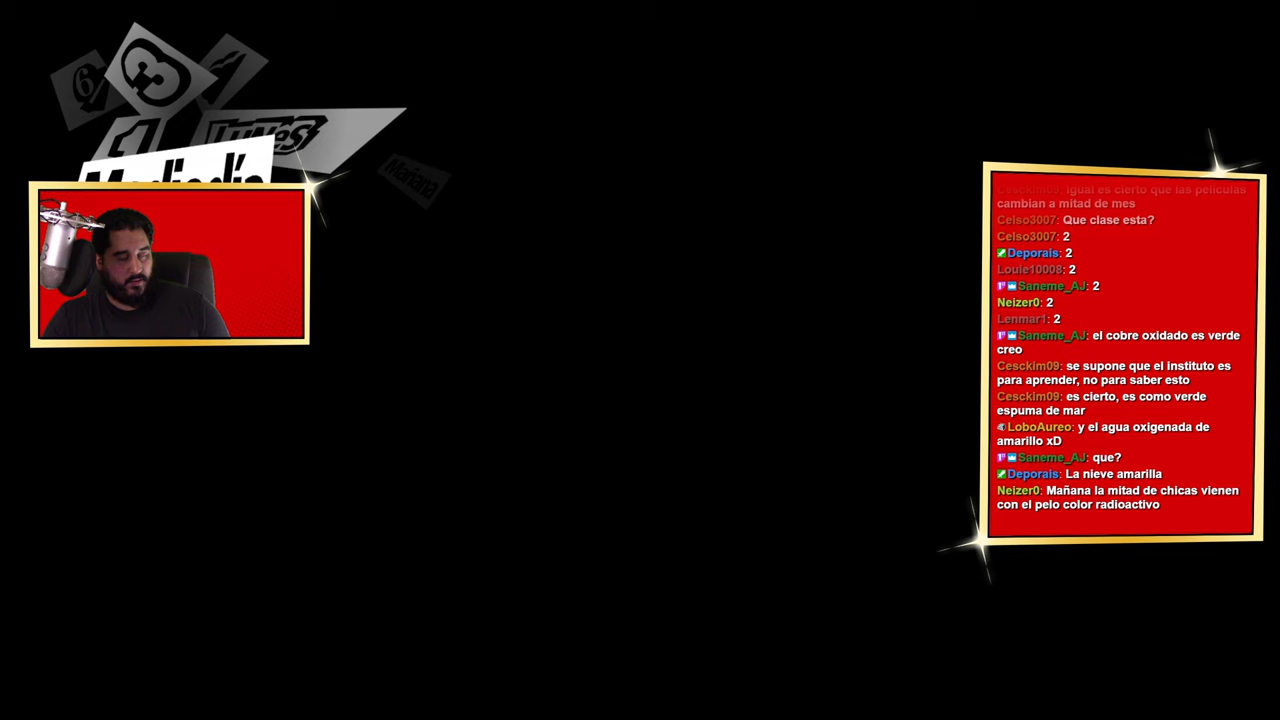 6/
3
LUNeS
Mediodía
Mañana
Cesckim09: Igual es cierto que las películas
cambian a mitad de mes
Celso3007: Que clase esta?
Celso3007: 2
Deporais: 2
Louie10008: 2
Saneme_AJ: 2
Neizer0: 2
Lenmar1: 2
Saneme_AJ: el cobre oxidado es verde
creo
Cesckim09: se supone que el instituto es
para aprender, no para saber esto
Cesckim09: es cierto, es como verde
espuma de mar
LoboAureo: y el agua oxigenada de
amarillo xD
Saneme_AJ: que?
Deporais: La nieve amarilla
Neizer0: Mañana la mitad de chicas vienen
con el pelo color radioactivo